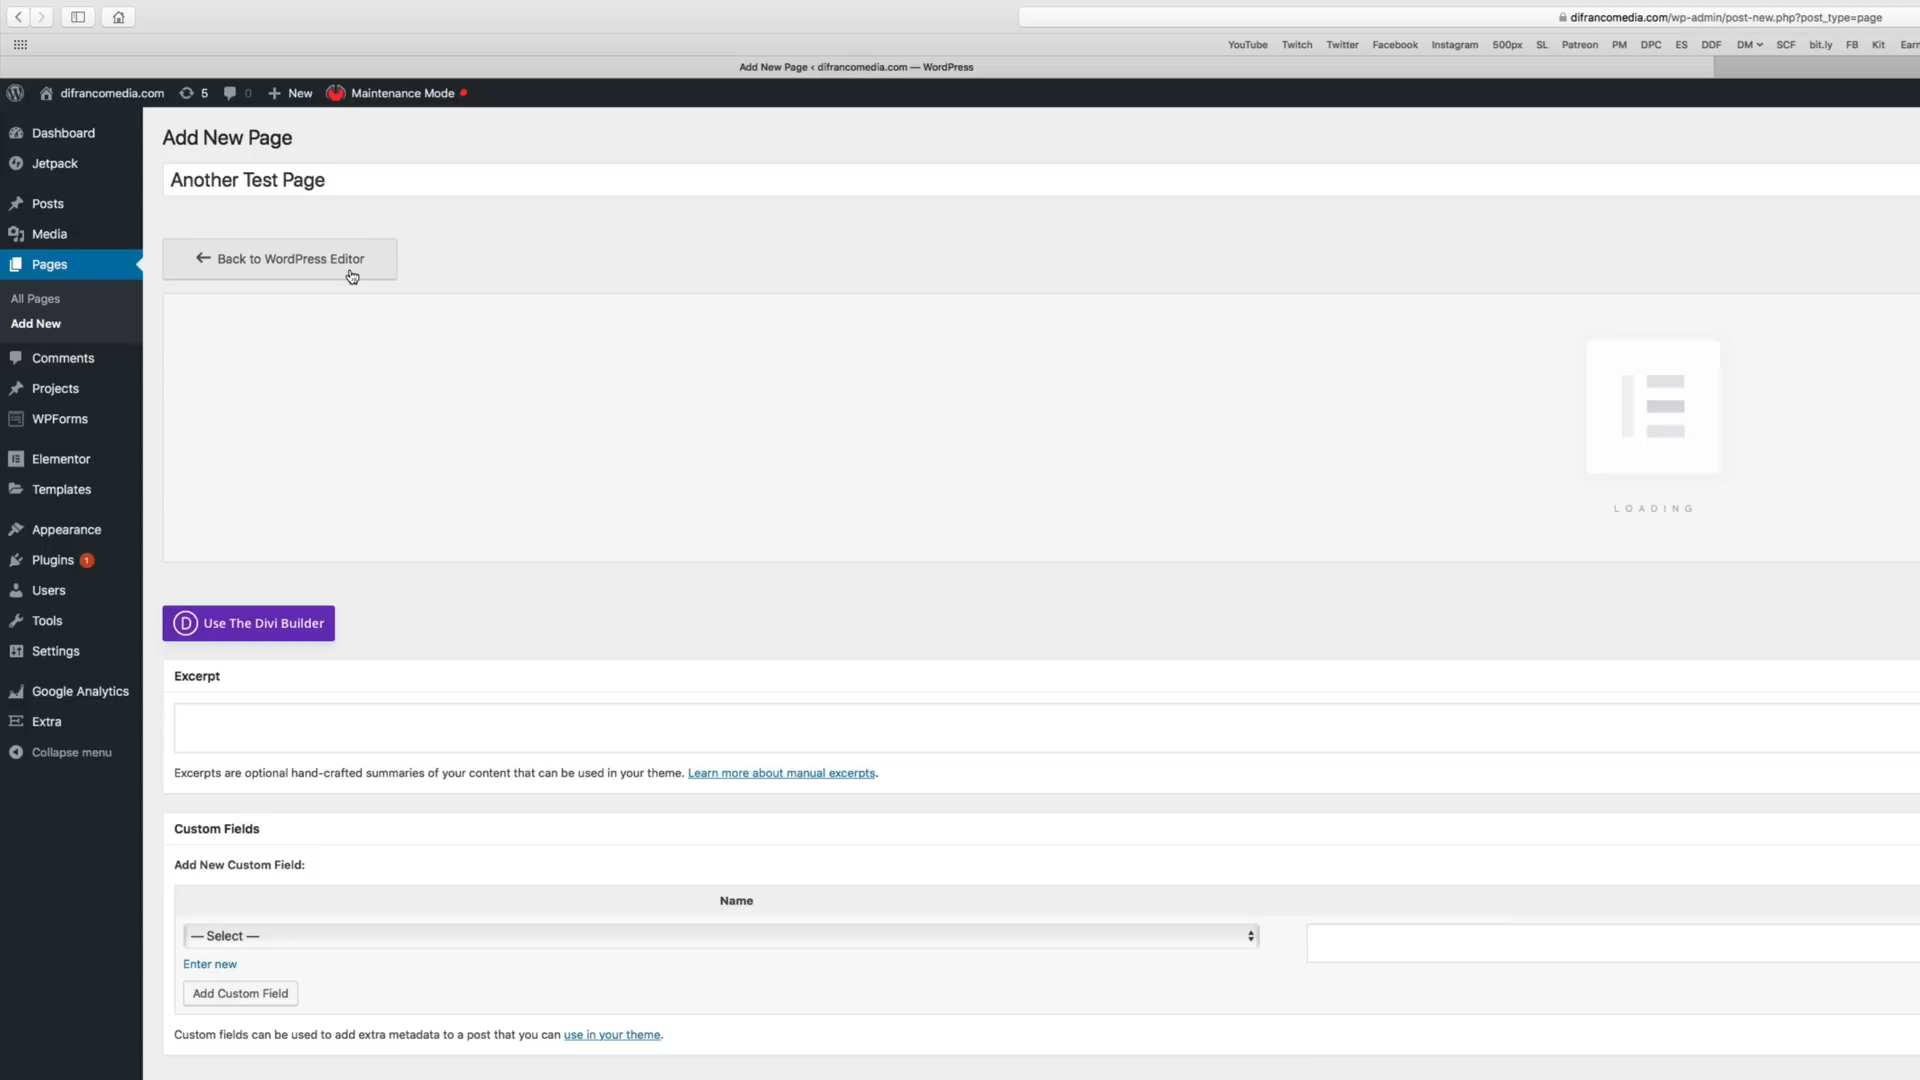 difrancomedia.com/wp-admin/post-new.php?post_type=page
YouTube Twitch Twitter Facebook Instagram 500px SL Patreon PM DPC ES DDF DM SCF bit.ly FB Kit
Add New Page < difrancomedia.com — WordPress
difrancomedia.com 5 0 + New Maintenance Mode
Dashboard
Jetpack
Posts
Media
Pages
All Pages
Add New
Comments
Projects
WPForms
Elementor
Templates
Appearance
Plugins 1
Users
Tools
Settings
Google Analytics
Extra
Collapse menu
Add New Page
Another Test Page
← Back to WordPress Editor
LOADING
D Use The Divi Builder
Excerpt
Excerpts are optional hand-crafted summaries of your content that can be used in your theme. Learn more about manual excerpts.
Custom Fields
Add New Custom Field:
Name
— Select —
Enter new
Add Custom Field
Custom fields can be used to add extra metadata to a post that you can use in your theme.